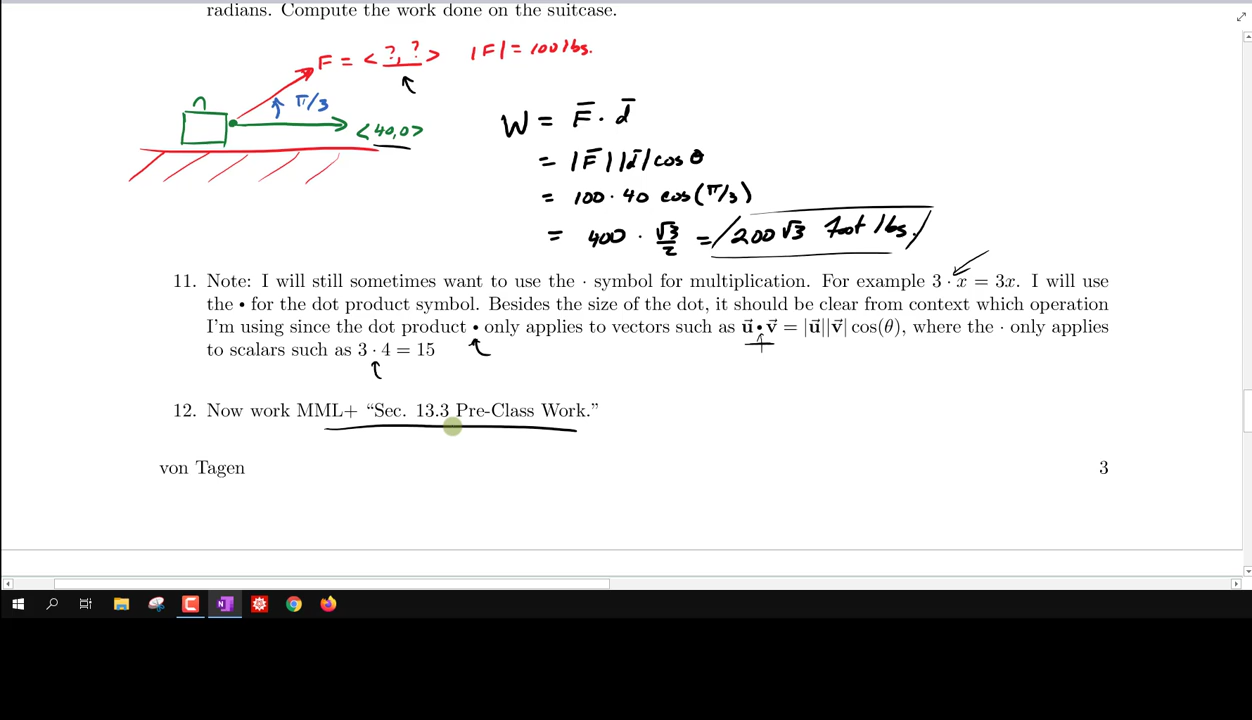 radians. Compute the work done on the suitcase.
F = < ?, ? > |F| = 100 lbs.
π/3
<40,0>
W = F̄ · d̄
= |F̄||d̄| cos θ
= 100 · 40 cos(π/3)
= 400 · √3/2 = 200√3 foot lbs.
11. Note: I will still sometimes want to use the · symbol for multiplication. For example 3 · x = 3x. I will use
the • for the dot product symbol. Besides the size of the dot, it should be clear from context which operation
I'm using since the dot product • only applies to vectors such as u⃗ • v⃗ = |u⃗||v⃗| cos(θ), where the · only applies
to scalars such as 3 · 4 = 15
12. Now work MML+ “Sec. 13.3 Pre-Class Work.”
von Tagen 3